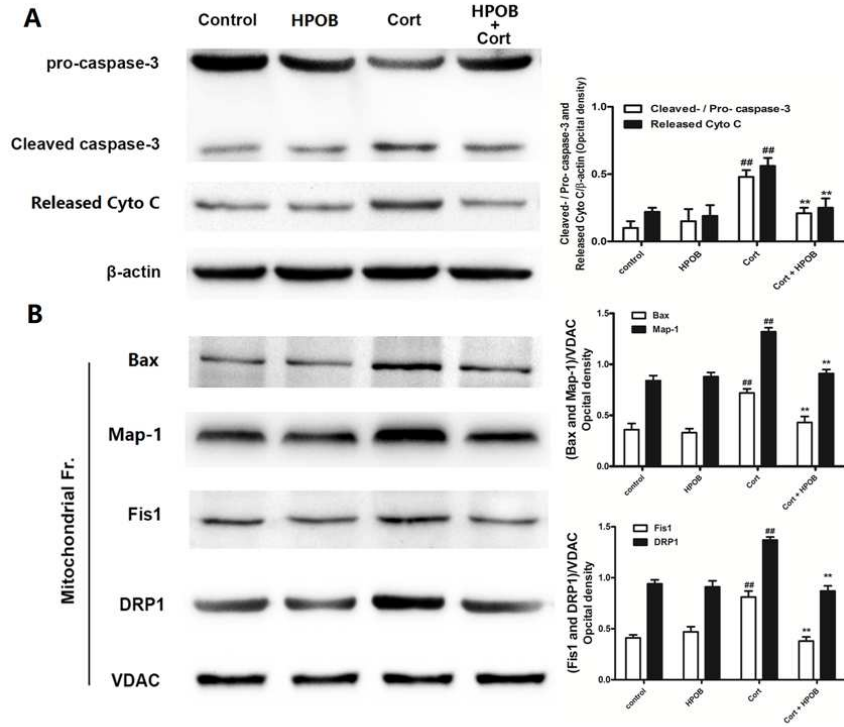 A
Control
HPOB
Cort
HPOB
+
Cort
pro-caspase-3
Cleaved caspase-3
Released Cyto C
β-actin
Cleaved- / Pro- caspase-3 and
Released Cyto C/β-actin (Opcital density)
1.0
0.5
0.0
Cleaved- / Pro- caspase-3
Released Cyto C
##
##
**
**
control
HPOB
Cort
Cort + HPOB
B
Mitochondrial Fr.
Bax
Map-1
Fis1
DRP1
VDAC
(Bax and Map-1)/VDAC
Opcital density
1.5
1.0
0.5
0.0
Bax
Map-1
##
##
**
**
control
HPOB
Cort
Cort + HPOB
(Fis1 and DRP1)/VDAC
Opcital density
1.5
1.0
0.5
0.0
Fis1
DRP1
##
##
**
**
control
HPOB
Cort
Cort + HPOB